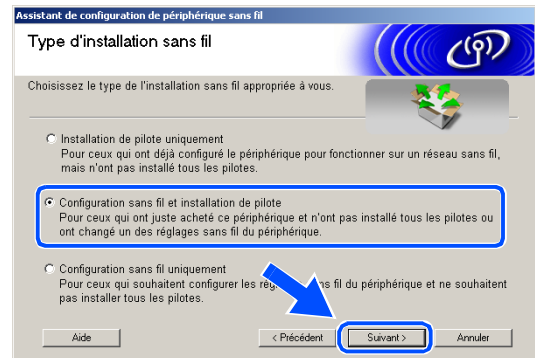 Assistant de configuration de périphérique sans fil
Type d'installation sans fil
Choisissez le type de l'installation sans fil appropriée à vous.
Installation de pilote uniquement
Pour ceux qui ont déjà configuré le périphérique pour fonctionner sur un réseau sans fil,
mais n'ont pas installé tous les pilotes.
Configuration sans fil et installation de pilote
Pour ceux qui ont juste acheté ce périphérique et n'ont pas installé tous les pilotes ou
ont changé un des réglages sans fil du périphérique.
Configuration sans fil uniquement
Pour ceux qui souhaitent configurer les sans fil du périphérique et ne souhaitent
pas installer tous les pilotes.
Aide
< Précédent
Suivant >
Annuler